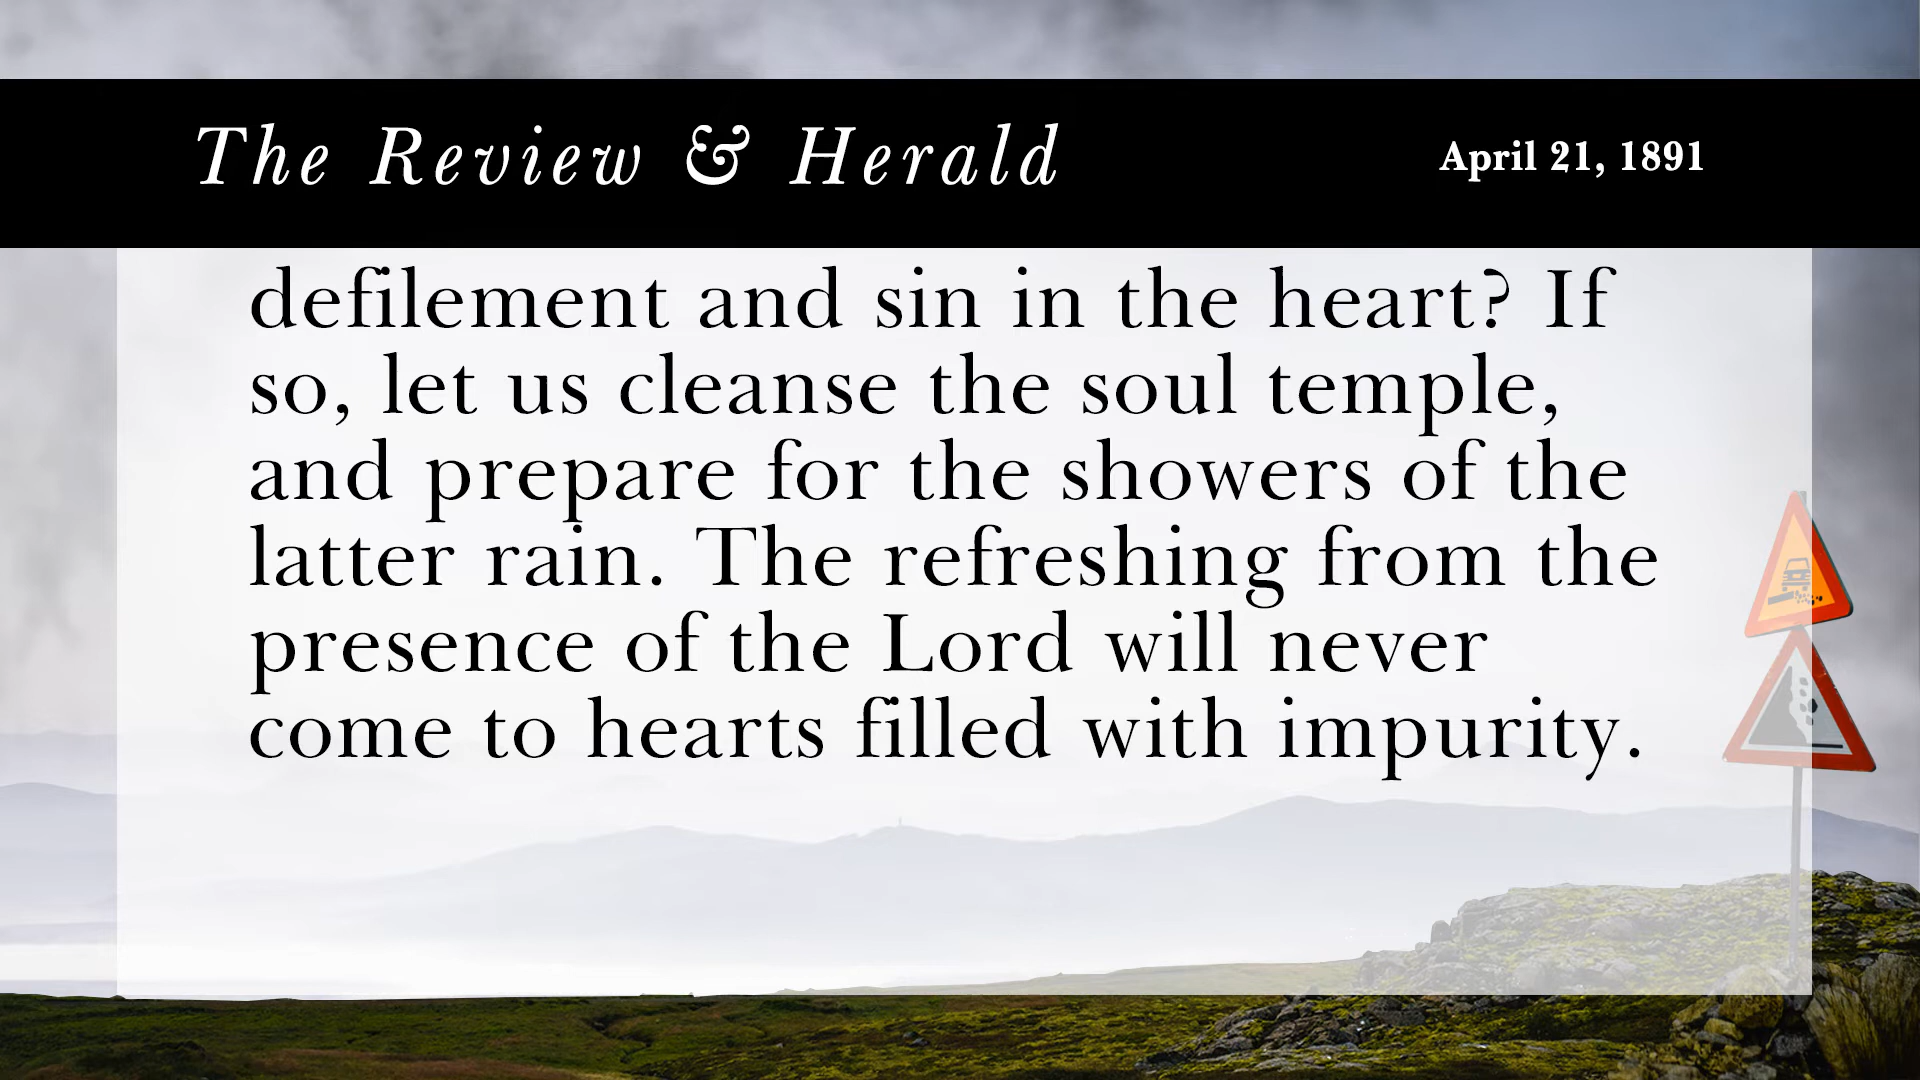 The Review & Herald
April 21, 1891
defilement and sin in the heart? If
so, let us cleanse the soul temple,
and prepare for the showers of the
latter rain. The refreshing from the
presence of the Lord will never
come to hearts filled with impurity.